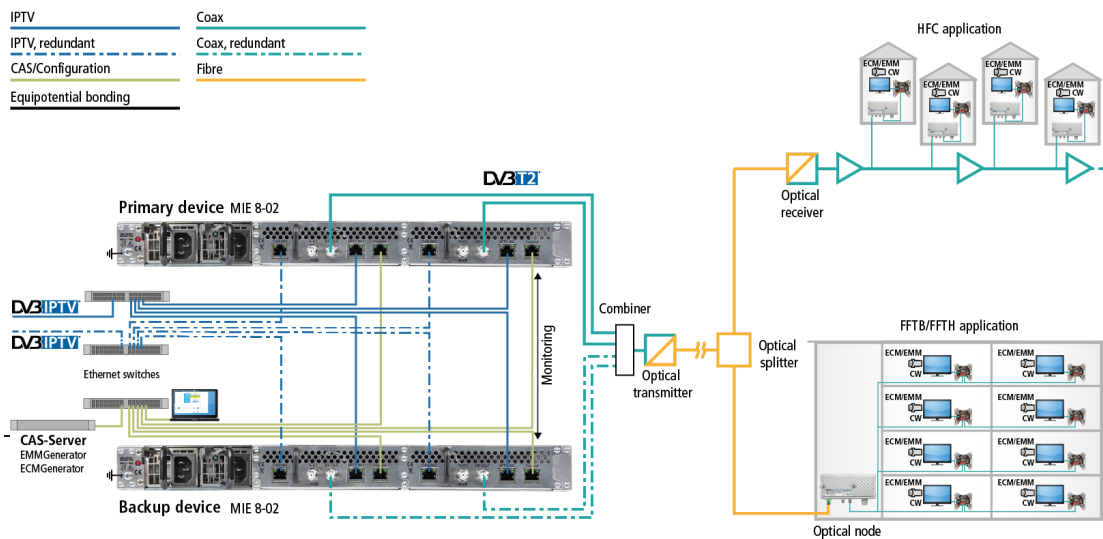 IPTV
Coax
IPTV, redundant
Coax, redundant
CAS/Configuration
Fibre
Equipotential bonding
HFC application
ECM/EMM
CW
ECM/EMM
CW
ECM/EMM
CW
ECM/EMM
CW
DVB T2
Optical
receiver
Primary device MIE 8-02
DVB IPTV
DVB IPTV
Ethernet switches
Monitoring
Combiner
Optical
transmitter
Optical
splitter
FFTB/FFTH application
ECM/EMM
CW
ECM/EMM
CW
ECM/EMM
CW
ECM/EMM
CW
ECM/EMM
CW
ECM/EMM
CW
ECM/EMM
CW
ECM/EMM
CW
CAS-Server
EMMGenerator
ECMGenerator
Backup device MIE 8-02
Optical node